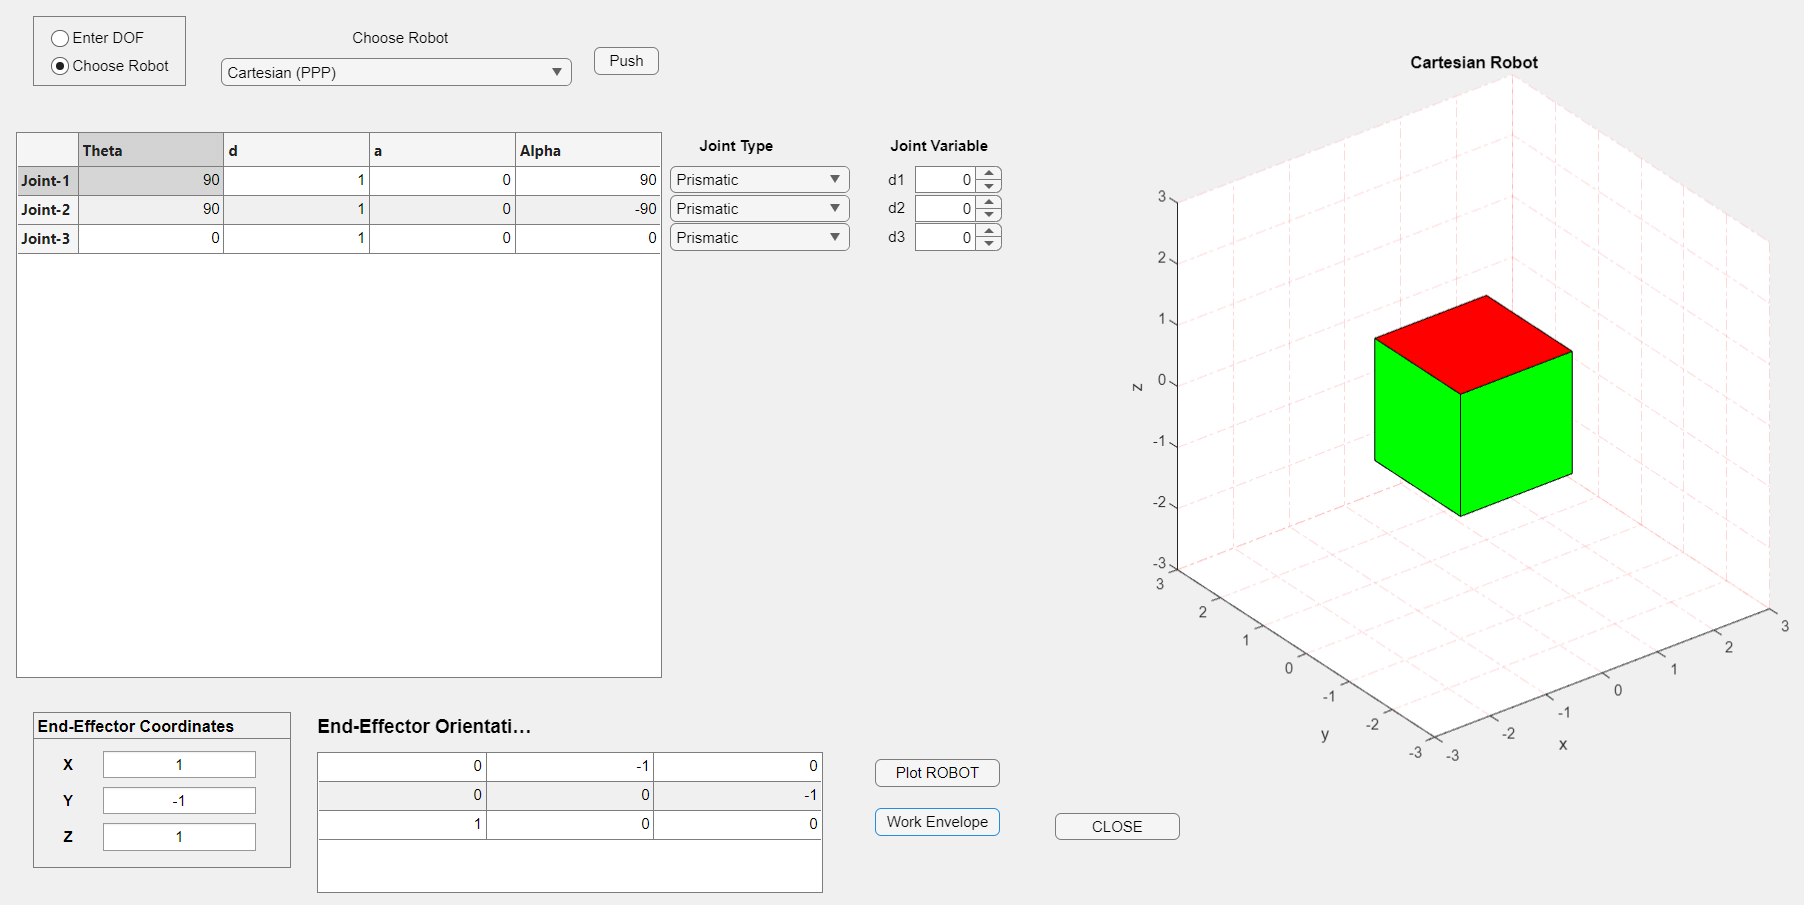 Enter DOF
Choose Robot
Choose Robot
Cartesian (PPP)
Push
Theta d a Alpha
Joint-1 90 1 0 90
Joint-2 90 1 0 -90
Joint-3 0 1 0 0
Joint Type
Prismatic
Prismatic
Prismatic
Joint Variable
d1 0
d2 0
d3 0
Cartesian Robot
3
2
1
0
-1
-2
-3
z
3
2
1
0
-1
-2
-3
y
-3
-2
-1
0
1
2
3
x
End-Effector Coordinates
X 1
Y -1
Z 1
End-Effector Orientati...
0 -1 0
0 0 -1
1 0 0
Plot ROBOT
Work Envelope
CLOSE